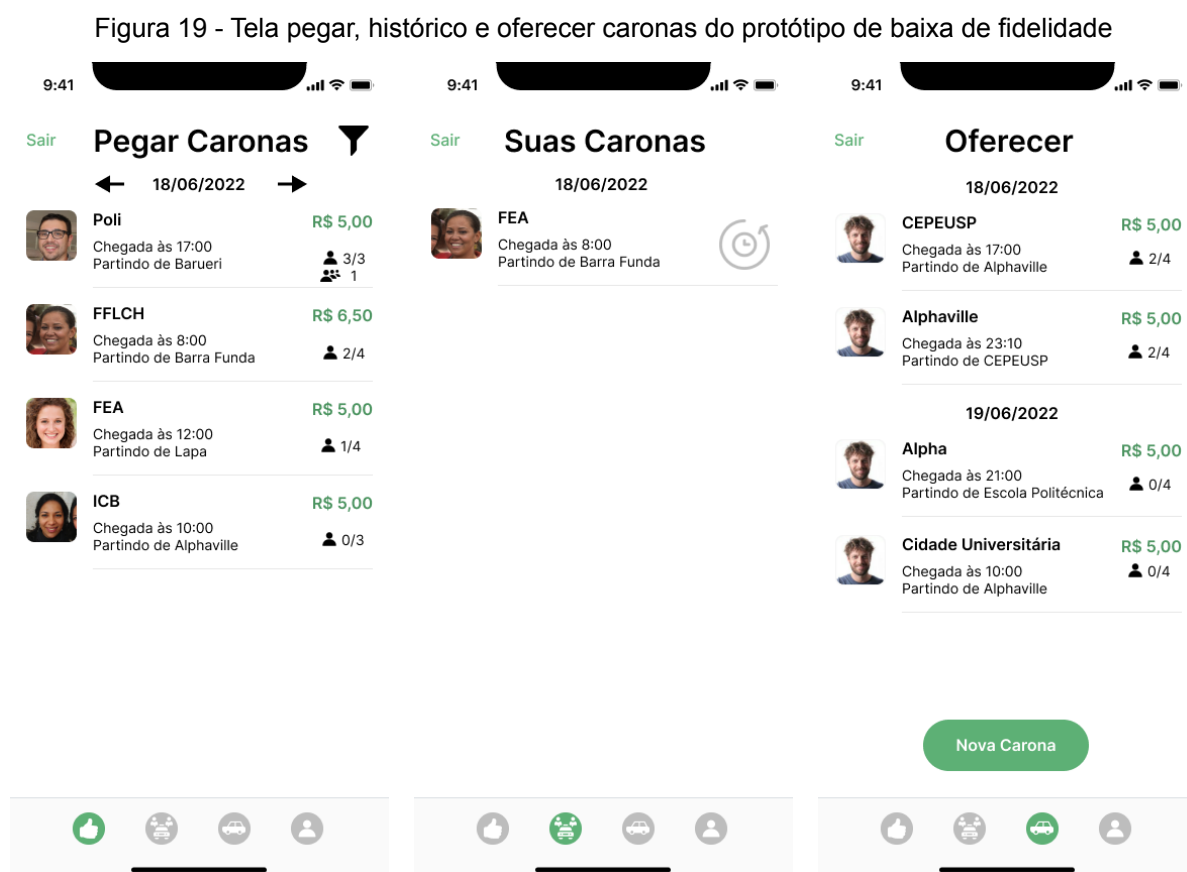 Figura 19 - Tela pegar, histórico e oferecer caronas do protótipo de baixa de fidelidade
9:41
Sair
Pegar Caronas
18/06/2022
Poli
R$ 5,00
Chegada às 17:00
Partindo de Barueri
3/3
1
FFLCH
R$ 6,50
Chegada às 8:00
Partindo de Barra Funda
2/4
FEA
R$ 5,00
Chegada às 12:00
Partindo de Lapa
1/4
ICB
R$ 5,00
Chegada às 10:00
Partindo de Alphaville
0/3
9:41
Sair
Suas Caronas
18/06/2022
FEA
Chegada às 8:00
Partindo de Barra Funda
9:41
Sair
Oferecer
18/06/2022
CEPEUSP
R$ 5,00
Chegada às 17:00
Partindo de Alphaville
2/4
Alphaville
R$ 5,00
Chegada às 23:10
Partindo de CEPEUSP
2/4
19/06/2022
Alpha
R$ 5,00
Chegada às 21:00
Partindo de Escola Politécnica
0/4
Cidade Universitária
R$ 5,00
Chegada às 10:00
Partindo de Alphaville
0/4
Nova Carona